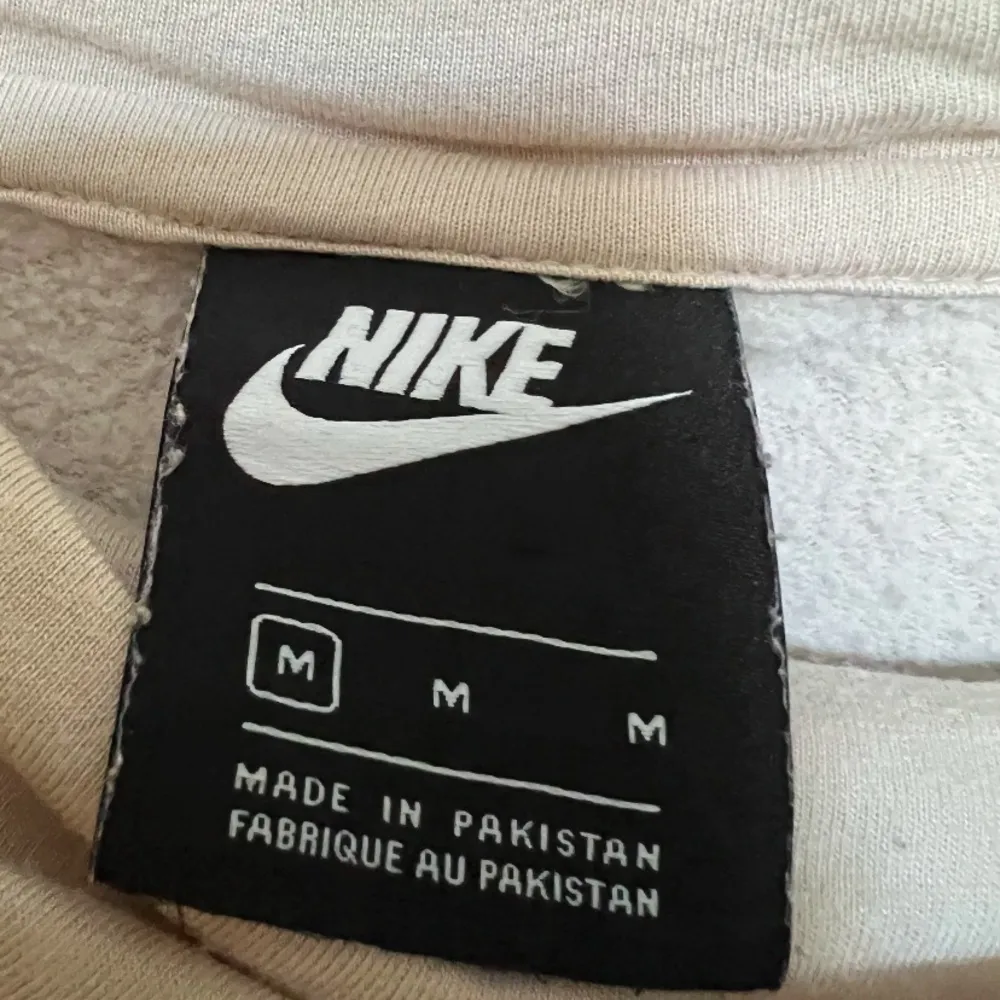 NIKE
M M M
MADE IN PAKISTAN
FABRIQUE AU PAKISTAN